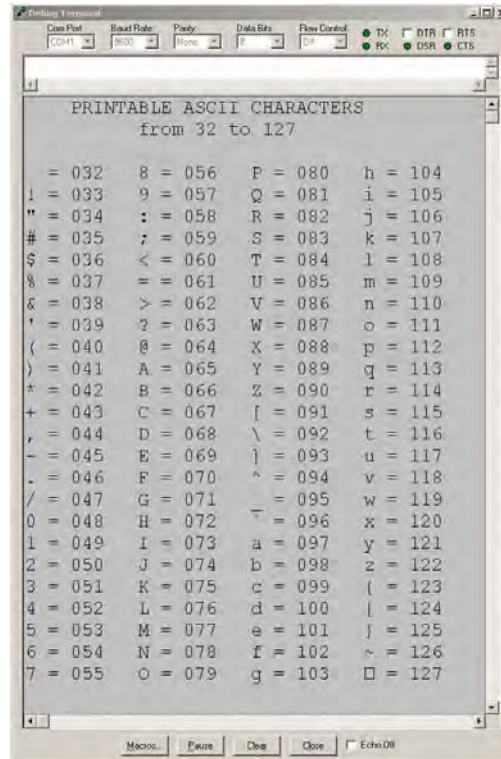 Debug Terminal
Com Port Baud Rate Parity Data Bits Flow Control
COM1 9600 None 8 Off TX DTR RTS
RX DSR CTS
PRINTABLE ASCII CHARACTERS
from 32 to 127
= 032 8 = 056 P = 080 h = 104
! = 033 9 = 057 Q = 081 i = 105
" = 034 : = 058 R = 082 j = 106
# = 035 ; = 059 S = 083 k = 107
$ = 036 < = 060 T = 084 l = 108
% = 037 = = 061 U = 085 m = 109
& = 038 > = 062 V = 086 n = 110
' = 039 ? = 063 W = 087 o = 111
( = 040 @ = 064 X = 088 p = 112
) = 041 A = 065 Y = 089 q = 113
* = 042 B = 066 Z = 090 r = 114
+ = 043 C = 067 [ = 091 s = 115
, = 044 D = 068 \ = 092 t = 116
- = 045 E = 069 ] = 093 u = 117
. = 046 F = 070 ^ = 094 v = 118
/ = 047 G = 071 _ = 095 w = 119
0 = 048 H = 072 ` = 096 x = 120
1 = 049 I = 073 a = 097 y = 121
2 = 050 J = 074 b = 098 z = 122
3 = 051 K = 075 c = 099 { = 123
4 = 052 L = 076 d = 100 | = 124
5 = 053 M = 077 e = 101 } = 125
6 = 054 N = 078 f = 102 ~ = 126
7 = 055 O = 079 g = 103 □ = 127
Macros... Pause Clear Close Echo Off